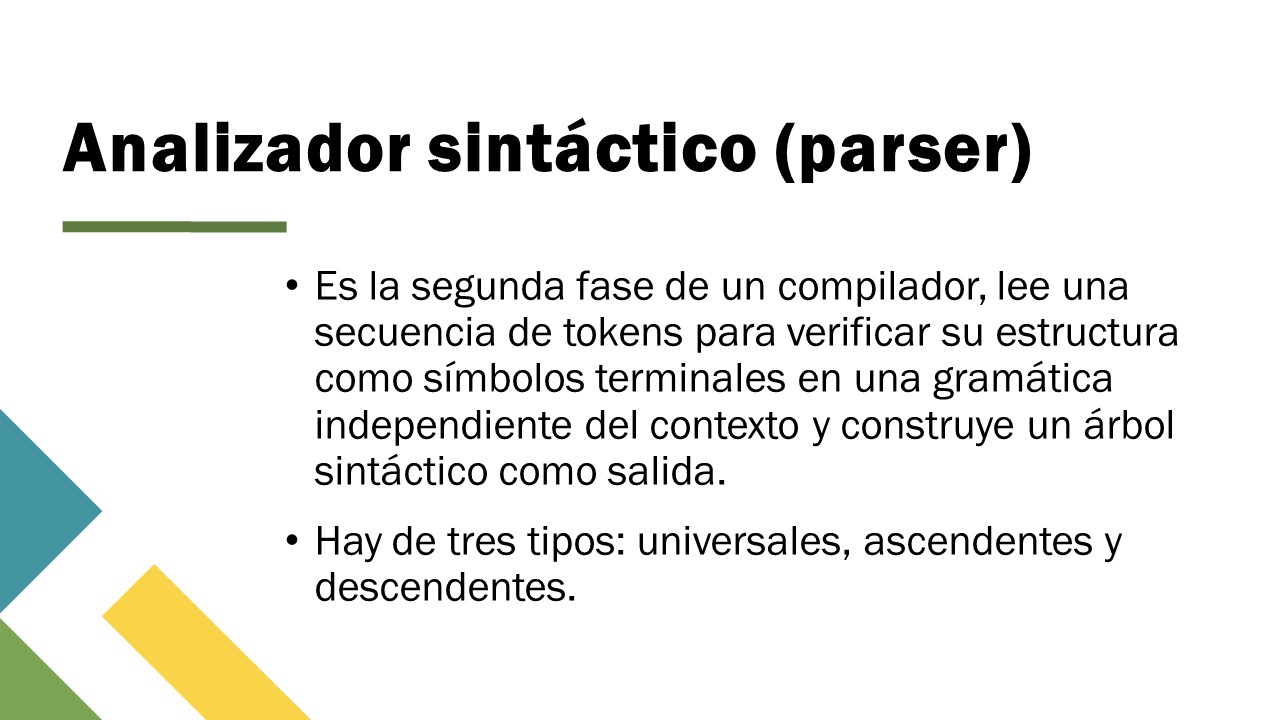 Analizador sintáctico (parser)
• Es la segunda fase de un compilador, lee una
secuencia de tokens para verificar su estructura
como símbolos terminales en una gramática
independiente del contexto y construye un árbol
sintáctico como salida.
• Hay de tres tipos: universales, ascendentes y
descendentes.